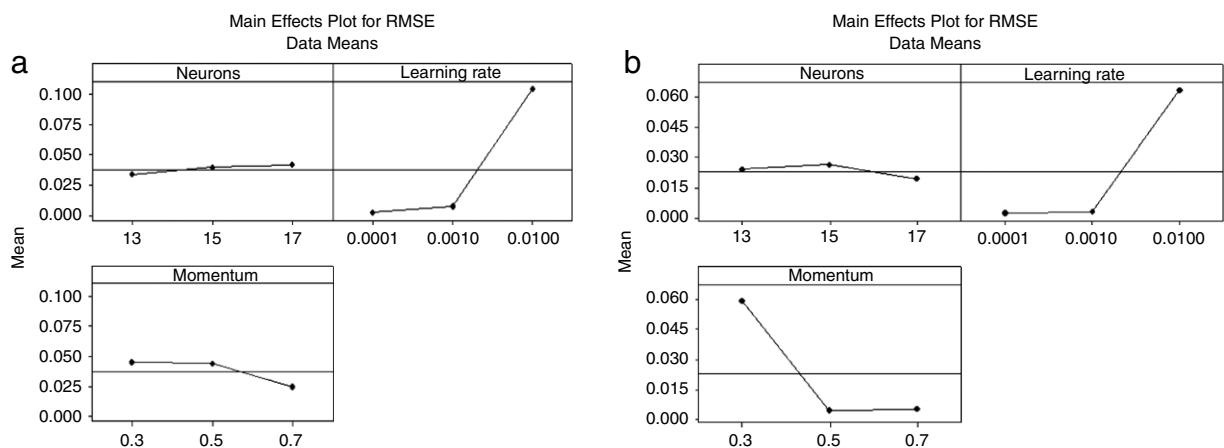 a
Main Effects Plot for RMSE
Data Means
Neurons Learning rate
0.100
0.075
0.050
0.025
0.000
13 15 17 0.0001 0.0010 0.0100
Mean
Momentum
0.100
0.075
0.050
0.025
0.000
0.3 0.5 0.7
b
Main Effects Plot for RMSE
Data Means
Neurons Learning rate
0.060
0.045
0.030
0.015
0.000
13 15 17 0.0001 0.0010 0.0100
Mean
Momentum
0.060
0.045
0.030
0.015
0.000
0.3 0.5 0.7